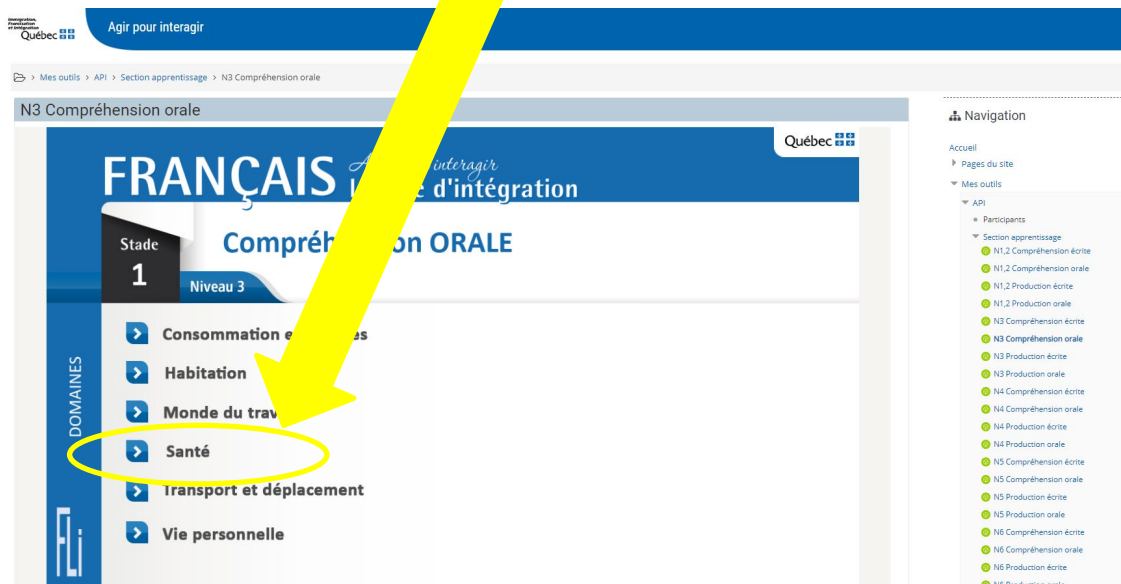 Immigration,
Francisation
et Intégration
Québec
Agir pour interagir
Mes outils > API > Section apprentissage > N3 Compréhension orale
N3 Compréhension orale
Québec
FRANÇAIS
interagir
d'intégration
Stade
1
Compréh on ORALE
Niveau 3
DOMAINES
Consommation e es
Habitation
Monde du trav
Santé
Transport et déplacement
Vie personnelle
FLi
Navigation
Accueil
Pages du site
Mes outils
API
Participants
Section apprentissage
N1,2 Compréhension écrite
N1,2 Compréhension orale
N1,2 Production écrite
N1,2 Production orale
N3 Compréhension écrite
N3 Compréhension orale
N3 Production écrite
N3 Production orale
N4 Compréhension écrite
N4 Compréhension orale
N4 Production écrite
N4 Production orale
N5 Compréhension écrite
N5 Compréhension orale
N5 Production écrite
N5 Production orale
N6 Compréhension écrite
N6 Compréhension orale
N6 Production écrite